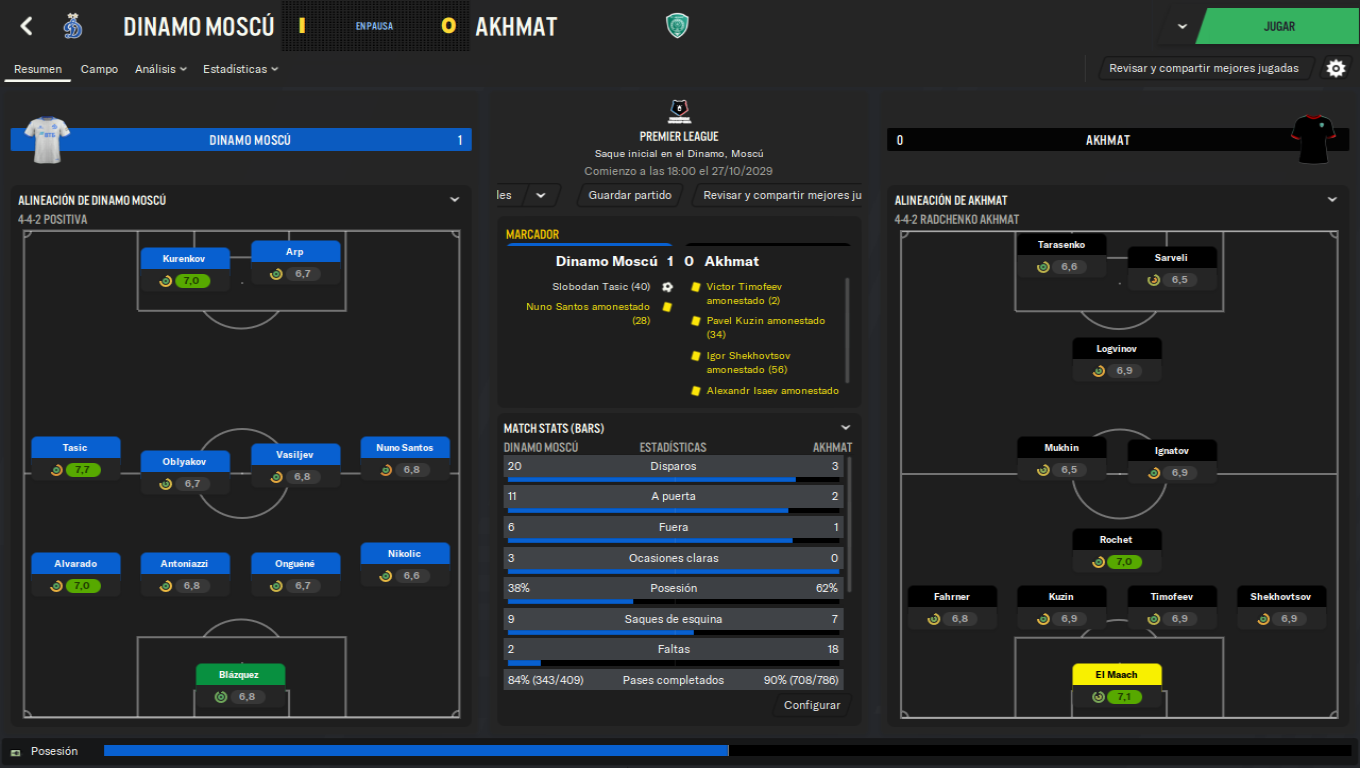 DINAMO MOSCÚ 1 EN PAUSA 0 AKHMAT
JUGAR
Resumen Campo Análisis Estadísticas
Revisar y compartir mejores jugadas
DINAMO MOSCÚ 1
ALINEACIÓN DE DINAMO MOSCÚ
4-4-2 POSITIVA
Kurenkov
7,0
Arp
6,7
Tasic
7,7
Oblyakov
6,7
Vasiljev
6,8
Nuno Santos
6,8
Alvarado
7,0
Antoniazzi
6,8
Onguéné
6,7
Nikolic
6,6
Blázquez
6,8
PREMIER LEAGUE
Saque inicial en el Dinamo, Moscú
Comienzo a las 18:00 el 27/10/2029
les
Guardar partido
Revisar y compartir mejores ju
MARCADOR
Dinamo Moscú 1 0 Akhmat
Slobodan Tasic (40)
Nuno Santos amonestado
(28)
Victor Timofeev
amonestado (2)
Pavel Kuzin amonestado
(34)
Igor Shekhovtsov
amonestado (56)
Alexandr Isaev amonestado
MATCH STATS (BARS)
DINAMO MOSCÚ ESTADÍSTICAS AKHMAT
20 Disparos 3
11 A puerta 2
6 Fuera 1
3 Ocasiones claras 0
38% Posesión 62%
9 Saques de esquina 7
2 Faltas 18
84% (343/409) Pases completados 90% (708/786)
Configurar
0 AKHMAT
ALINEACIÓN DE AKHMAT
4-4-2 RADCHENKO AKHMAT
Tarasenko
6,6
Sarveli
6,5
Logvinov
6,9
Mukhin
6,5
Ignatov
6,9
Rochet
7,0
Fahrner
6,8
Kuzin
6,9
Timofeev
6,9
Shekhovtsov
6,9
El Maach
7,1
Posesión